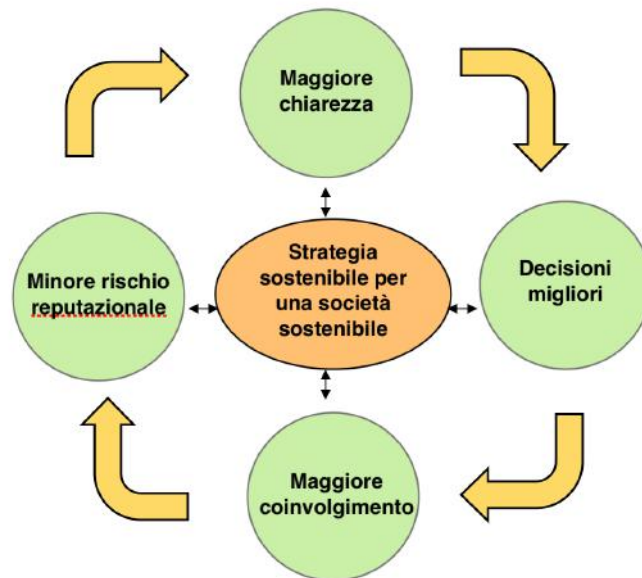 Maggiore
chiarezza
Strategia
sostenibile per
una società
sostenibile
Minore rischio
reputazionale
Decisioni
migliori
Maggiore
coinvolgimento